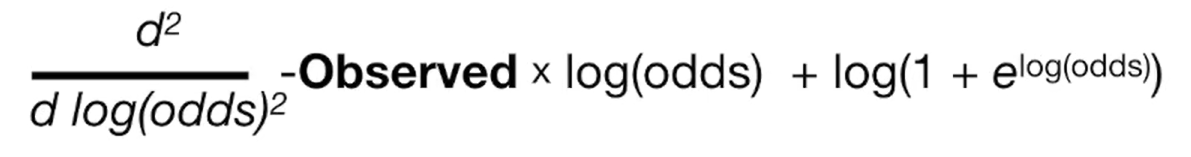 d²
d log(odds)² -Observed x log(odds) + log(1 + e^log(odds))